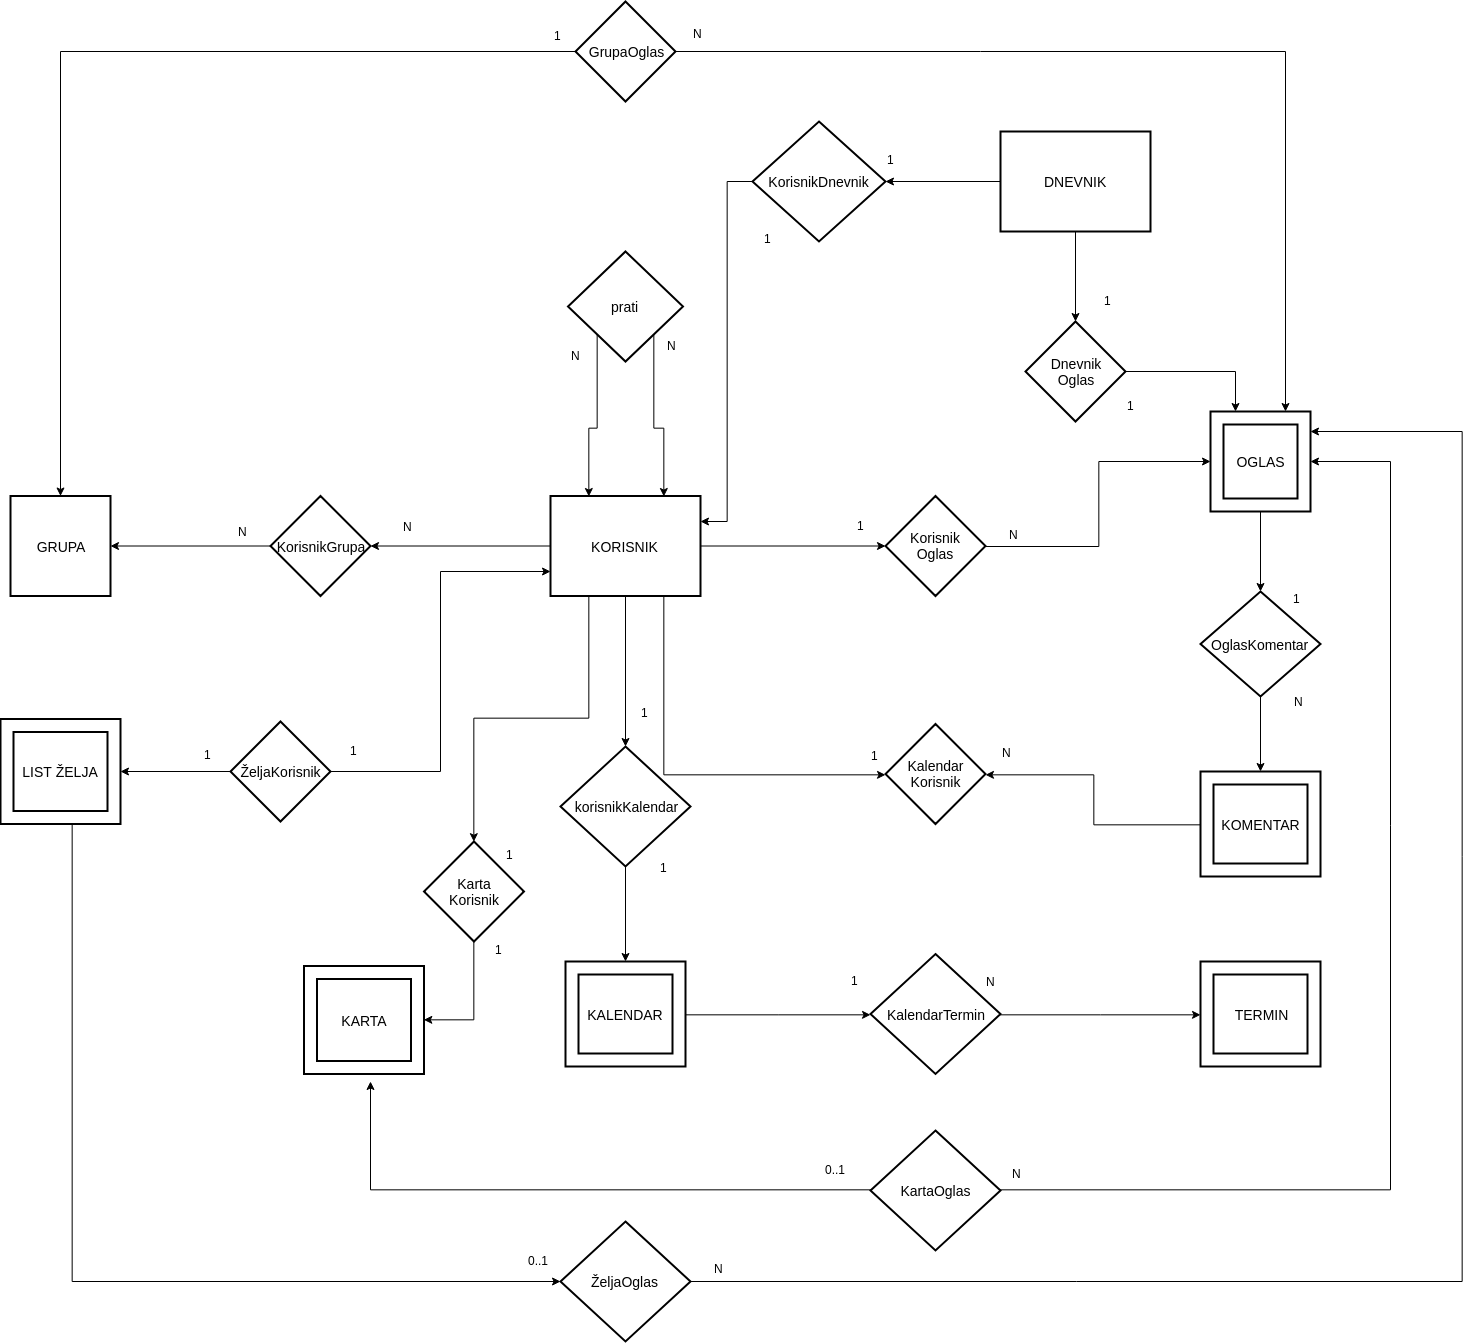 1
N
GrupaOglas
KorisnikDnevnik
1
DNEVNIK
1
prati
N
N
1
Dnevnik
Oglas
1
OGLAS
GRUPA
N
KorisnikGrupa
N
KORISNIK
1
Korisnik
Oglas
N
1
OglasKomentar
N
LIST ŽELJA
1
ŽeljaKorisnik
1
1
korisnikKalendar
1
1
Kalendar
Korisnik
N
KOMENTAR
1
Karta
Korisnik
1
KARTA
KALENDAR
1
KalendarTermin
N
TERMIN
0..1
KartaOglas
N
0..1
ŽeljaOglas
N